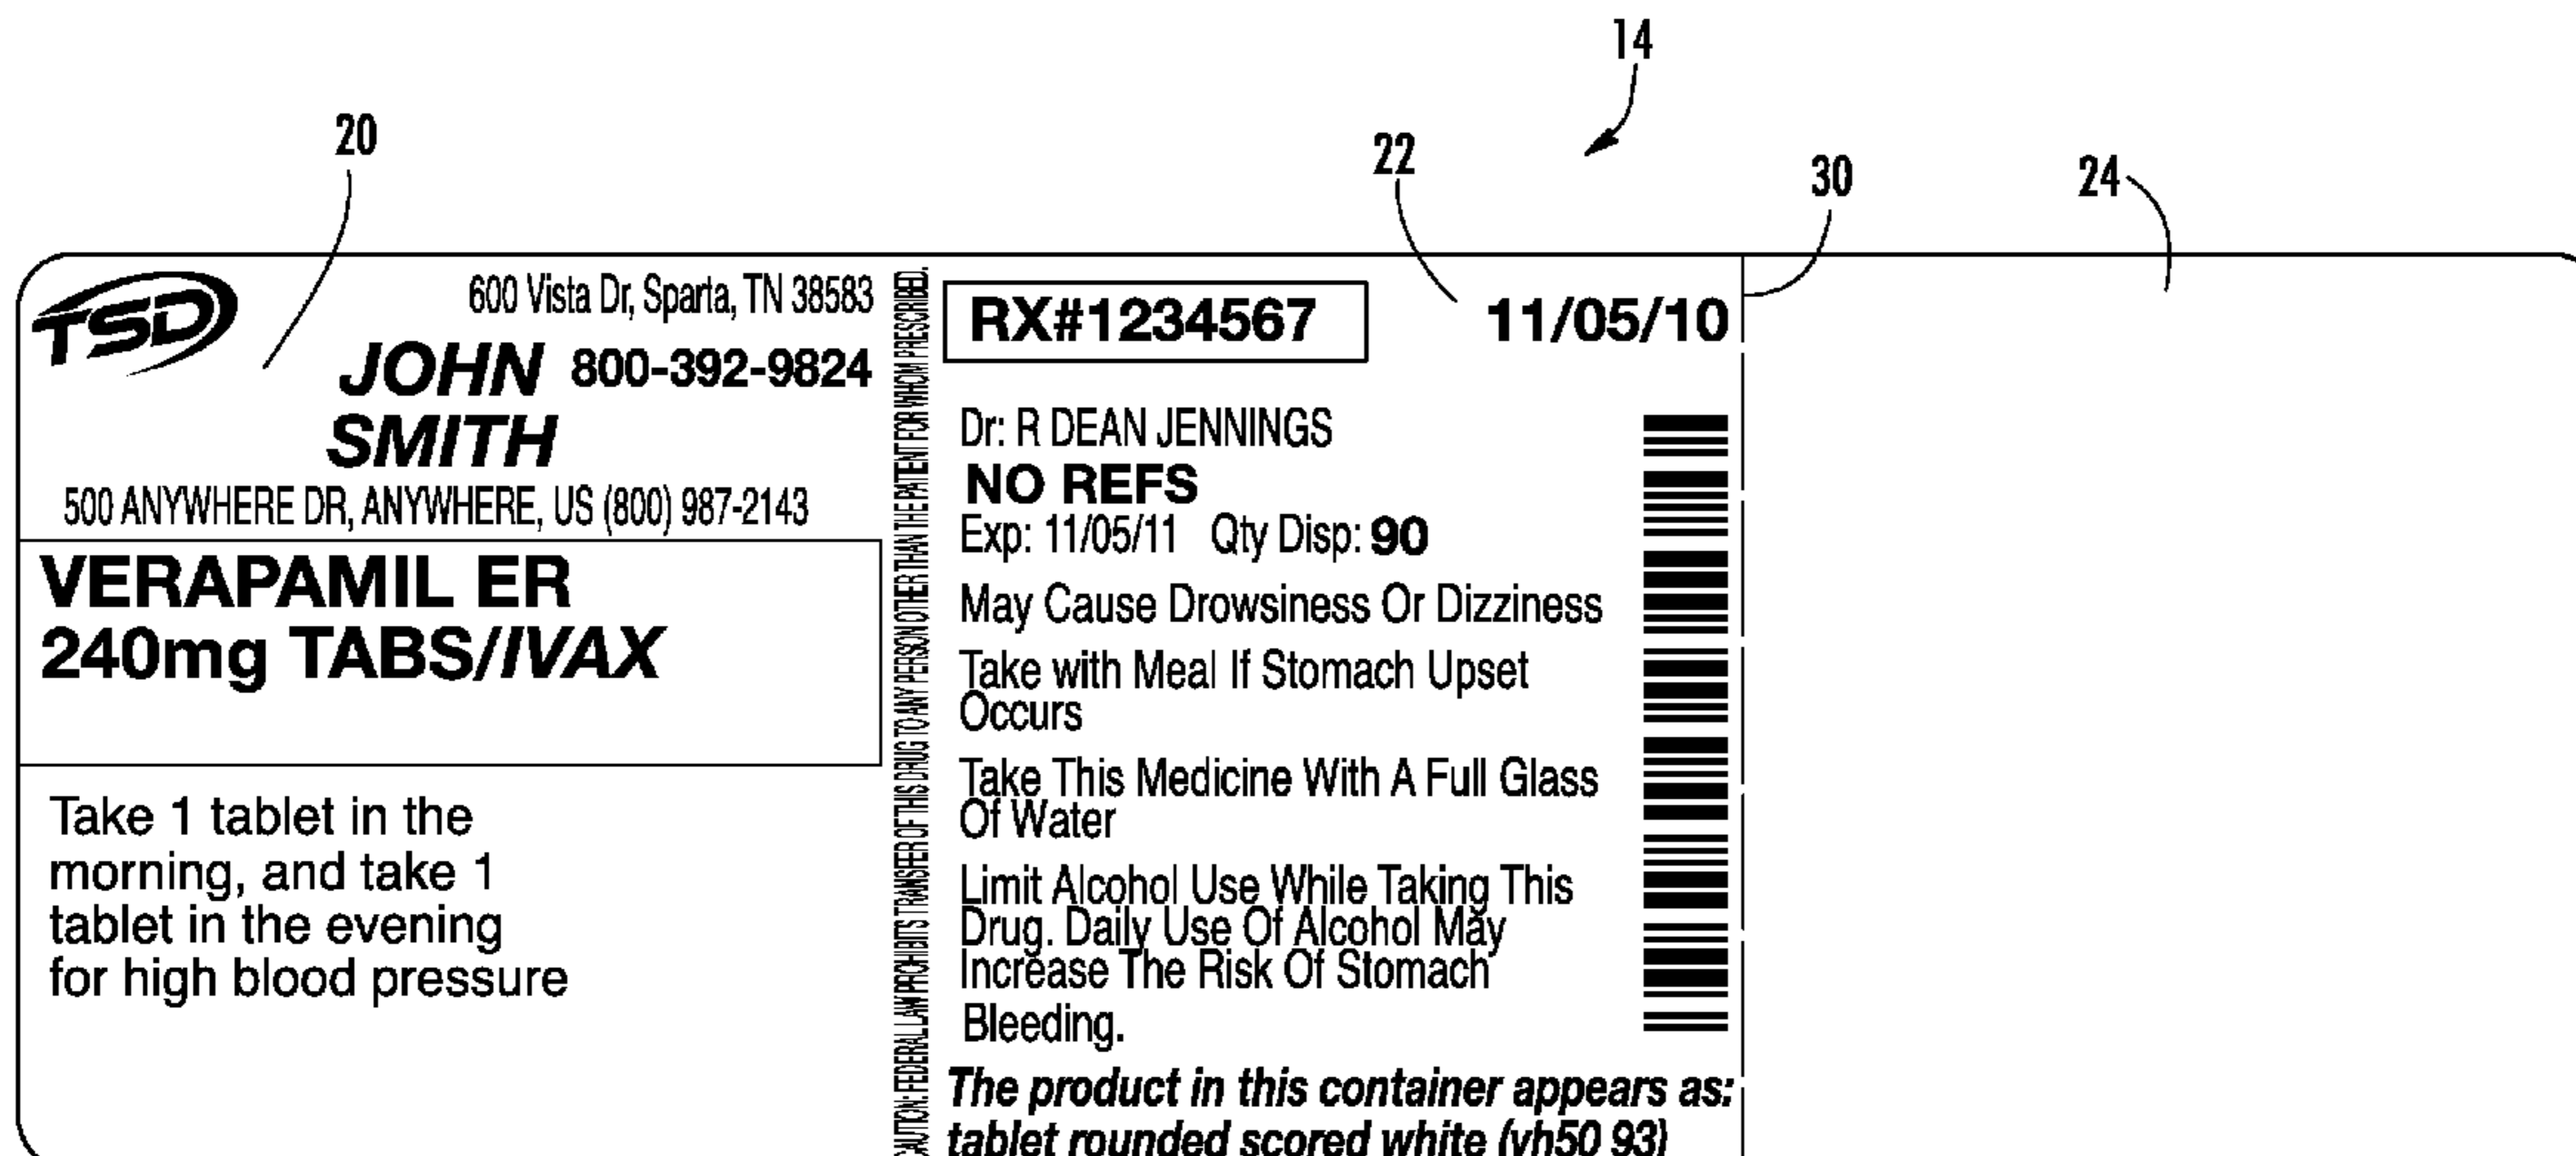 14
20
22
30
24
TSD
600 Vista Dr, Sparta, TN 38583
JOHN 800-392-9824
SMITH
500 ANYWHERE DR, ANYWHERE, US (800) 987-2143
VERAPAMIL ER
240mg TABS/IVAX
Take 1 tablet in the
morning, and take 1
tablet in the evening
for high blood pressure
CAUTION: FEDERAL LAW PROHIBITS TRANSFER OF THIS DRUG TO ANY PERSON OTHER THAN THE PATIENT FOR WHOM PRESCRIBED.
RX#1234567
11/05/10
Dr: R DEAN JENNINGS
NO REFS
Exp: 11/05/11 Qty Disp: 90
May Cause Drowsiness Or Dizziness
Take with Meal If Stomach Upset
Occurs
Take This Medicine With A Full Glass
Of Water
Limit Alcohol Use While Taking This
Drug. Daily Use Of Alcohol May
Increase The Risk Of Stomach
Bleeding.
The product in this container appears as:
tablet rounded scored white (vh50 93)